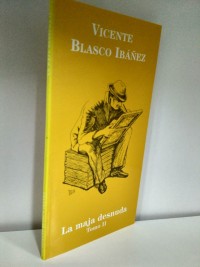 VICENTE
BLASCO IBÁÑEZ
La maja desnuda
Tomo II